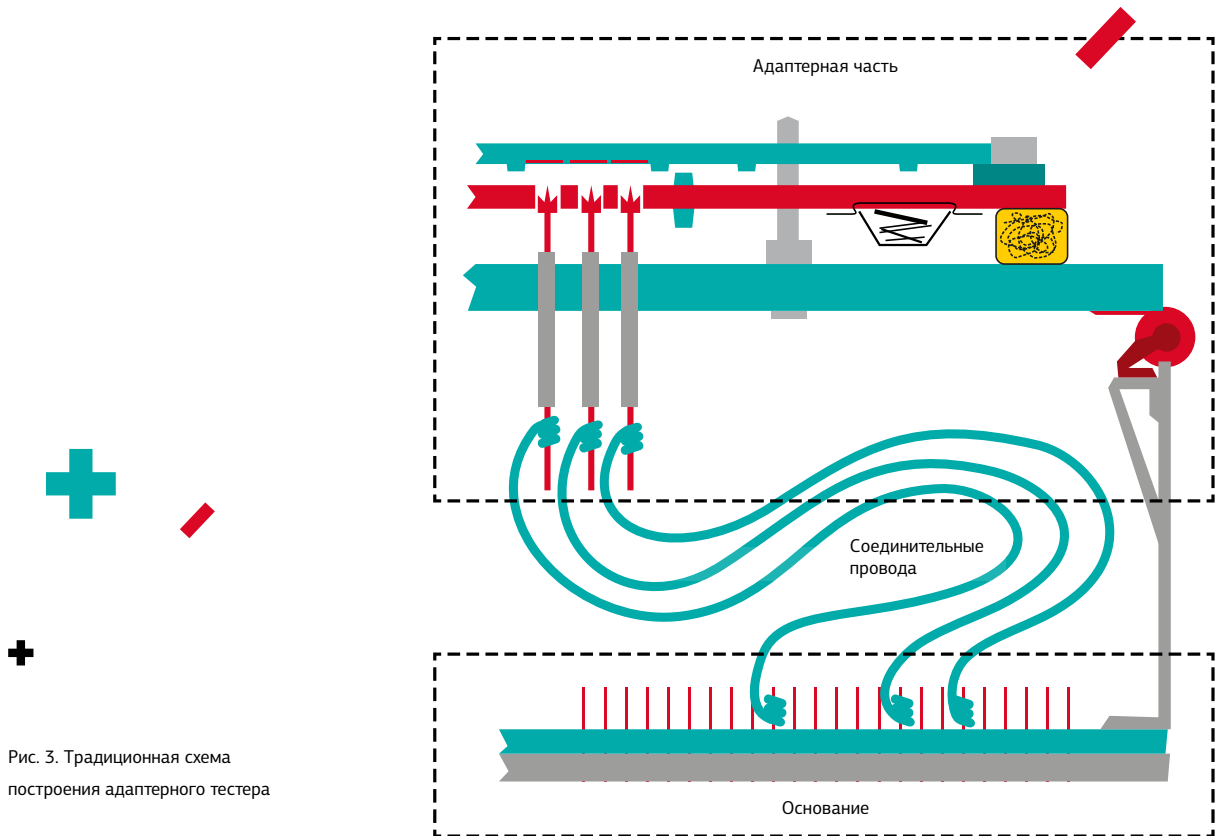 Адаптерная часть
Соединительные
провода
Рис. 3. Традиционная схема
построения адаптерного тестера
Основание